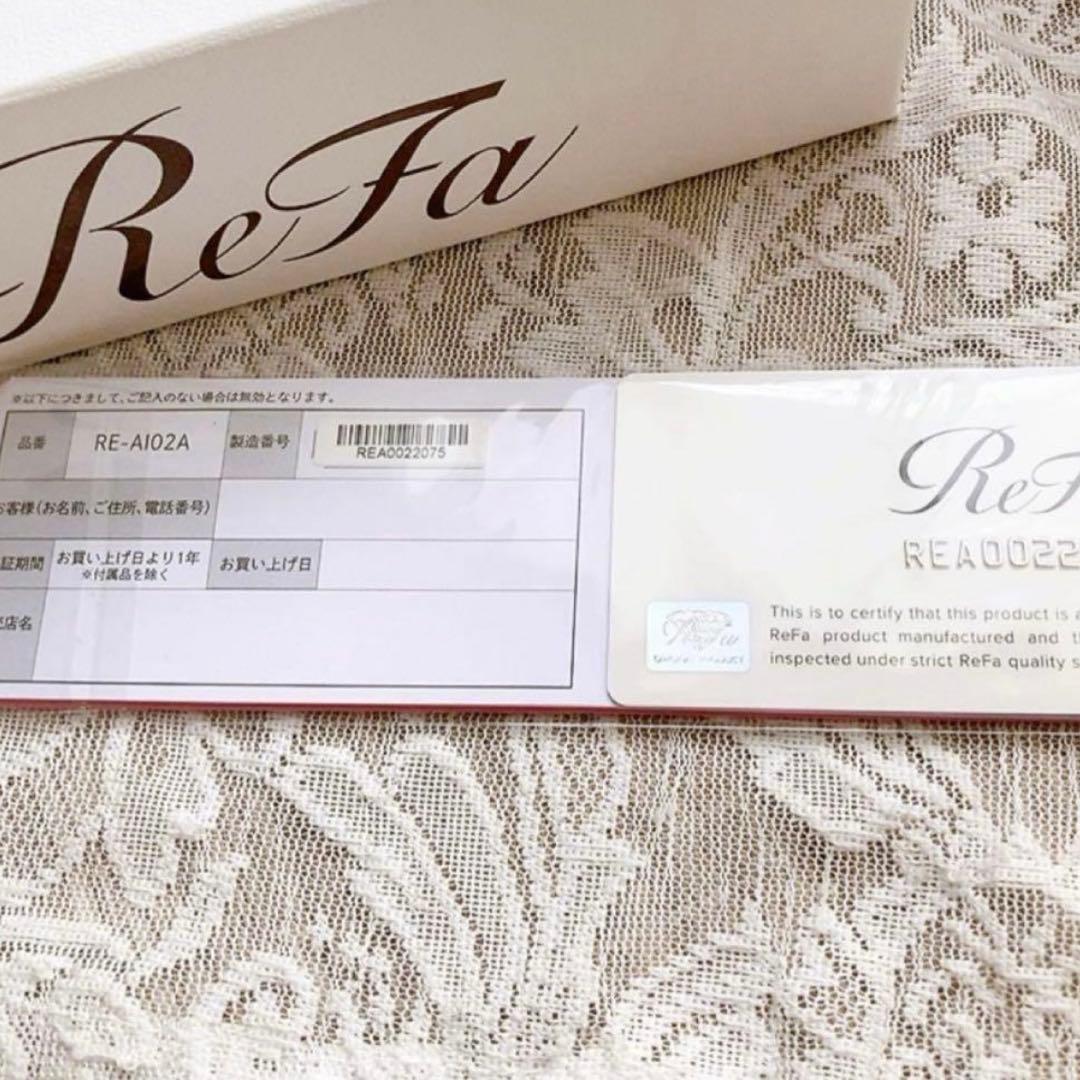 ReFa
※以下につきまして、ご記入のない場合は無効となります。
品番 RE-AI02A 製造番号 REA0022075
お客様(お名前、ご住所、電話番号)
証期間 お買い上げ日より1年 お買い上げ日
※付属品を除く
店名
ReF
REA0022
This is to certify that this product is a
ReFa product manufactured and
inspected under strict ReFa quality s